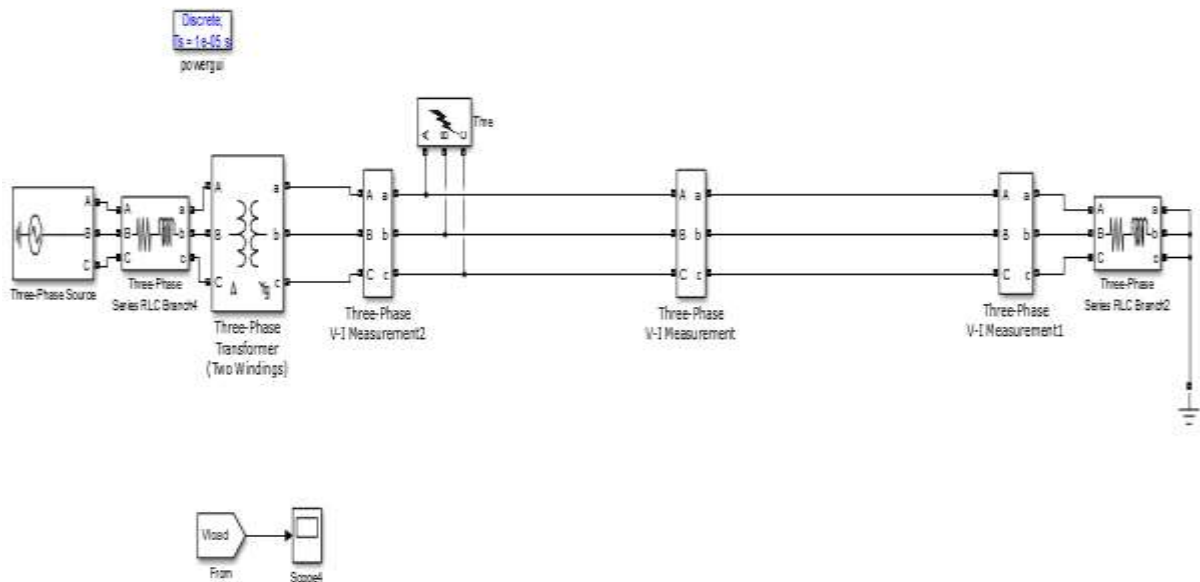 Discrete,
Ts = 1e-05 s
powergui
Three-Phase Source
A
B
C
Three-Phase
Series RLC Branch4
A
B
C
a
b
c
Three-Phase
Transformer
(Two Windings)
A
B
C
a
b
c
Δ
Yg
Three-Phase
V-I Measurement2
A a
B b
C c
A
B
C
Three-Phase
V-I Measurement
A a
B b
C c
Three-Phase
V-I Measurement1
A a
B b
C c
Three-Phase
Series RLC Branch2
A
B
C
a
b
c
Vload
From
Scope4